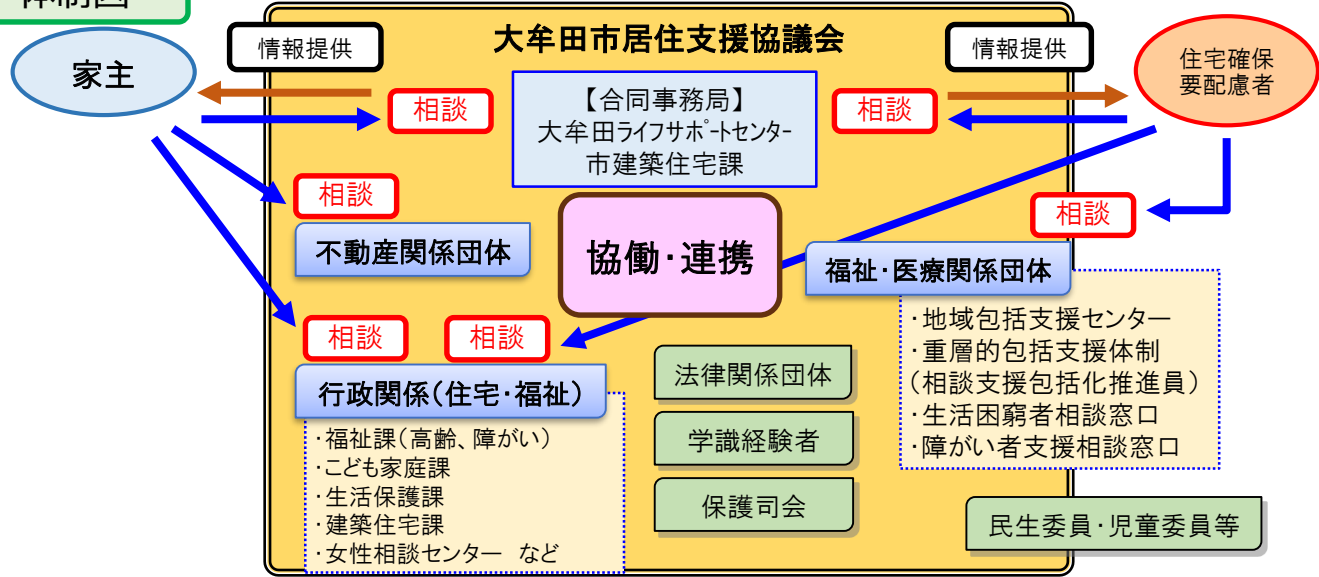 体制図
大牟田市居住支援協議会
家主
情報提供
情報提供
住宅確保
要配慮者
相談
【合同事務局】
大牟田ライフサポートセンター
市建築住宅課
相談
相談
不動産関係団体
協働・連携
相談
福祉・医療関係団体
・地域包括支援センター
・重層的包括支援体制
（相談支援包括化推進員）
・生活困窮者相談窓口
・障がい者支援相談窓口
相談
相談
行政関係（住宅・福祉）
・福祉課（高齢、障がい）
・こども家庭課
・生活保護課
・建築住宅課
・女性相談センター など
法律関係団体
学識経験者
保護司会
民生委員・児童委員等